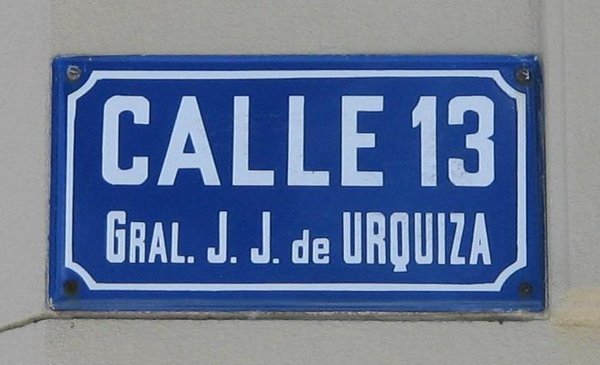 CALLE 13
GRAL. J. J. de URQUIZA